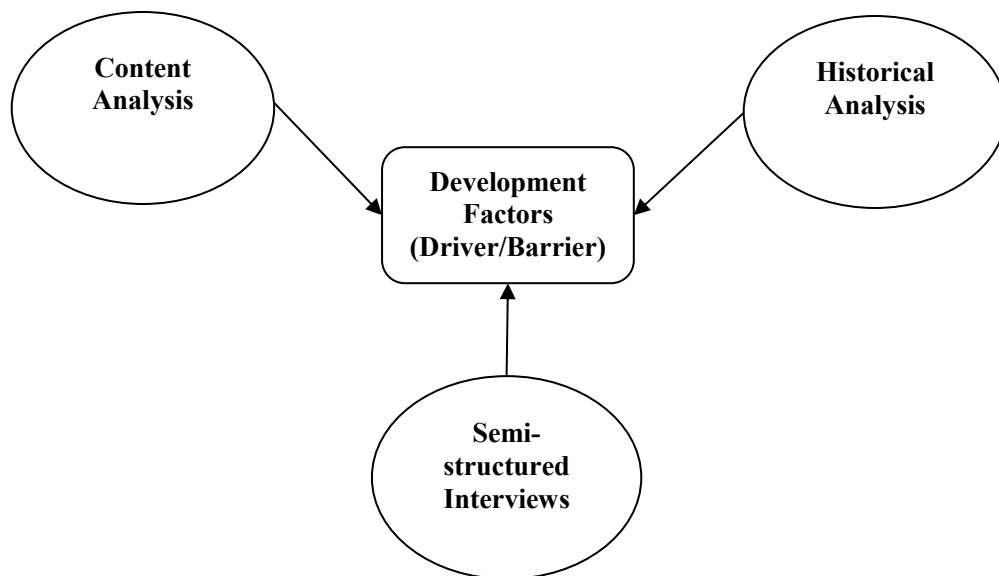 Content
Analysis
Historical
Analysis
Development
Factors
(Driver/Barrier)
Semi-
structured
Interviews